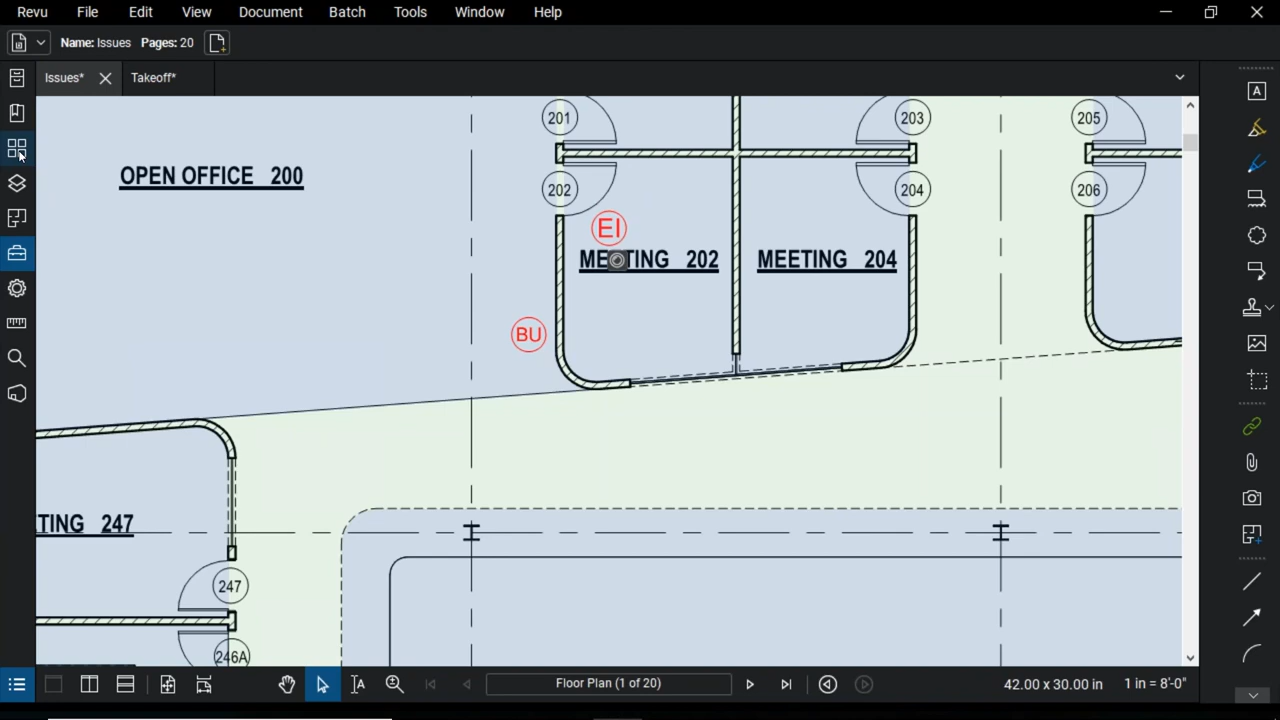 Revu File Edit View Document Batch Tools Window Help
Name: Issues Pages: 20
Issues* Takeoff*
201 203 205
OPEN OFFICE 200
202 204 206
EI
MEETING 202 MEETING 204
BU
TING 247
247
246A
Floor Plan (1 of 20) 42.00 x 30.00 in 1 in = 8'-0"